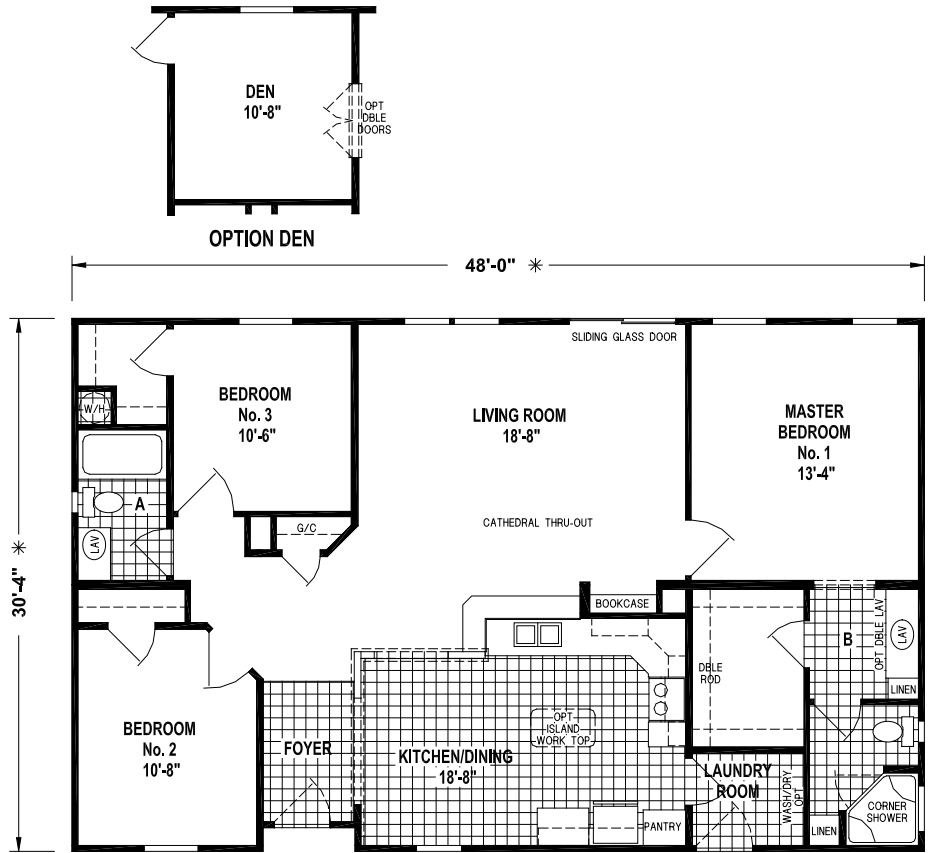 DEN
10'-8"
OPT
DBLE
DOORS
OPTION DEN
48'-0" ✳
30'-4" ✳
SLIDING GLASS DOOR
W/H
BEDROOM
No. 3
10'-6"
LIVING ROOM
18'-8"
MASTER
BEDROOM
No. 1
13'-4"
A
LAV
G/C
CATHEDRAL THRU-OUT
BOOKCASE
DBLE
ROD
B
OPT DBLE LAV
LAV
LINEN
BEDROOM
No. 2
10'-8"
FOYER
OPT
ISLAND
WORK TOP
KITCHEN/DINING
18'-8"
PANTRY
LAUNDRY
ROOM
WASH/DRY
OPT
LINEN
CORNER
SHOWER